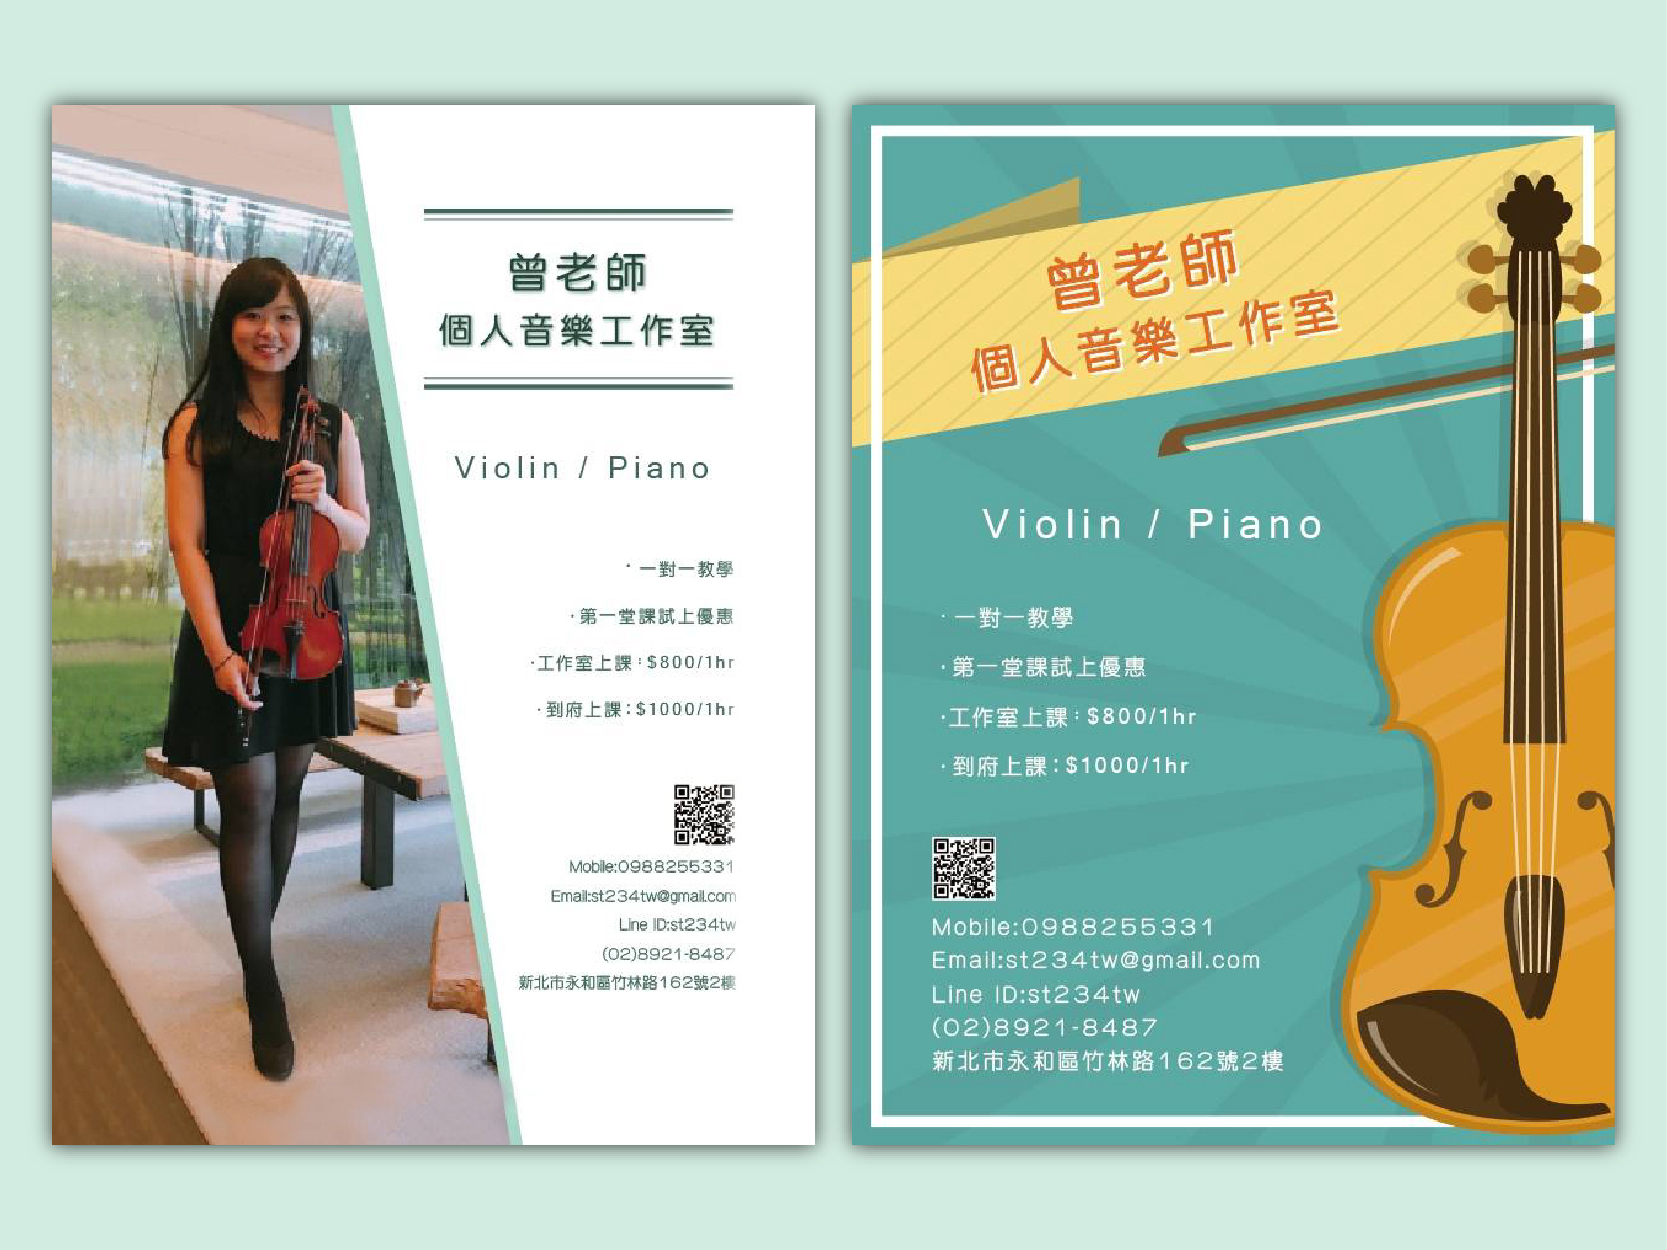 曾老師
個人音樂工作室
Violin / Piano
·一對一教學
·第一堂課試上優惠
·工作室上課：$800/1hr
·到府上課：$1000/1hr
Mobile:0988255331
Email:st234tw@gmail.com
Line ID:st234tw
(02)8921-8487
新北市永和區竹林路162號2樓
曾老師
個人音樂工作室
Violin / Piano
·一對一教學
·第一堂課試上優惠
·工作室上課：$800/1hr
·到府上課：$1000/1hr
Mobile:0988255331
Email:st234tw@gmail.com
Line ID:st234tw
(02)8921-8487
新北市永和區竹林路162號2樓